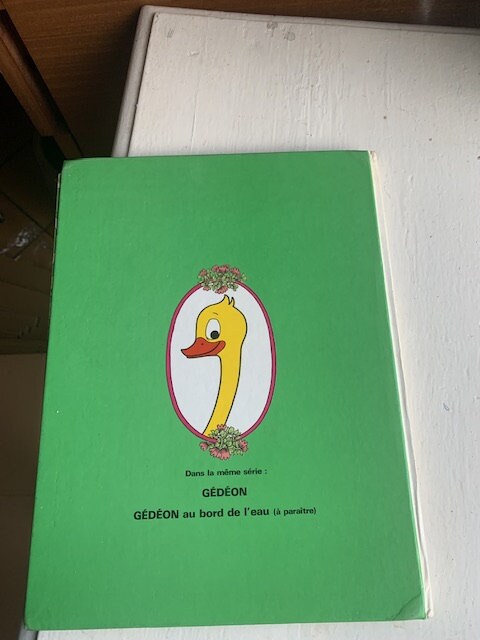 Dans la même série :
GÉDÉON
GÉDÉON au bord de l'eau (à paraître)